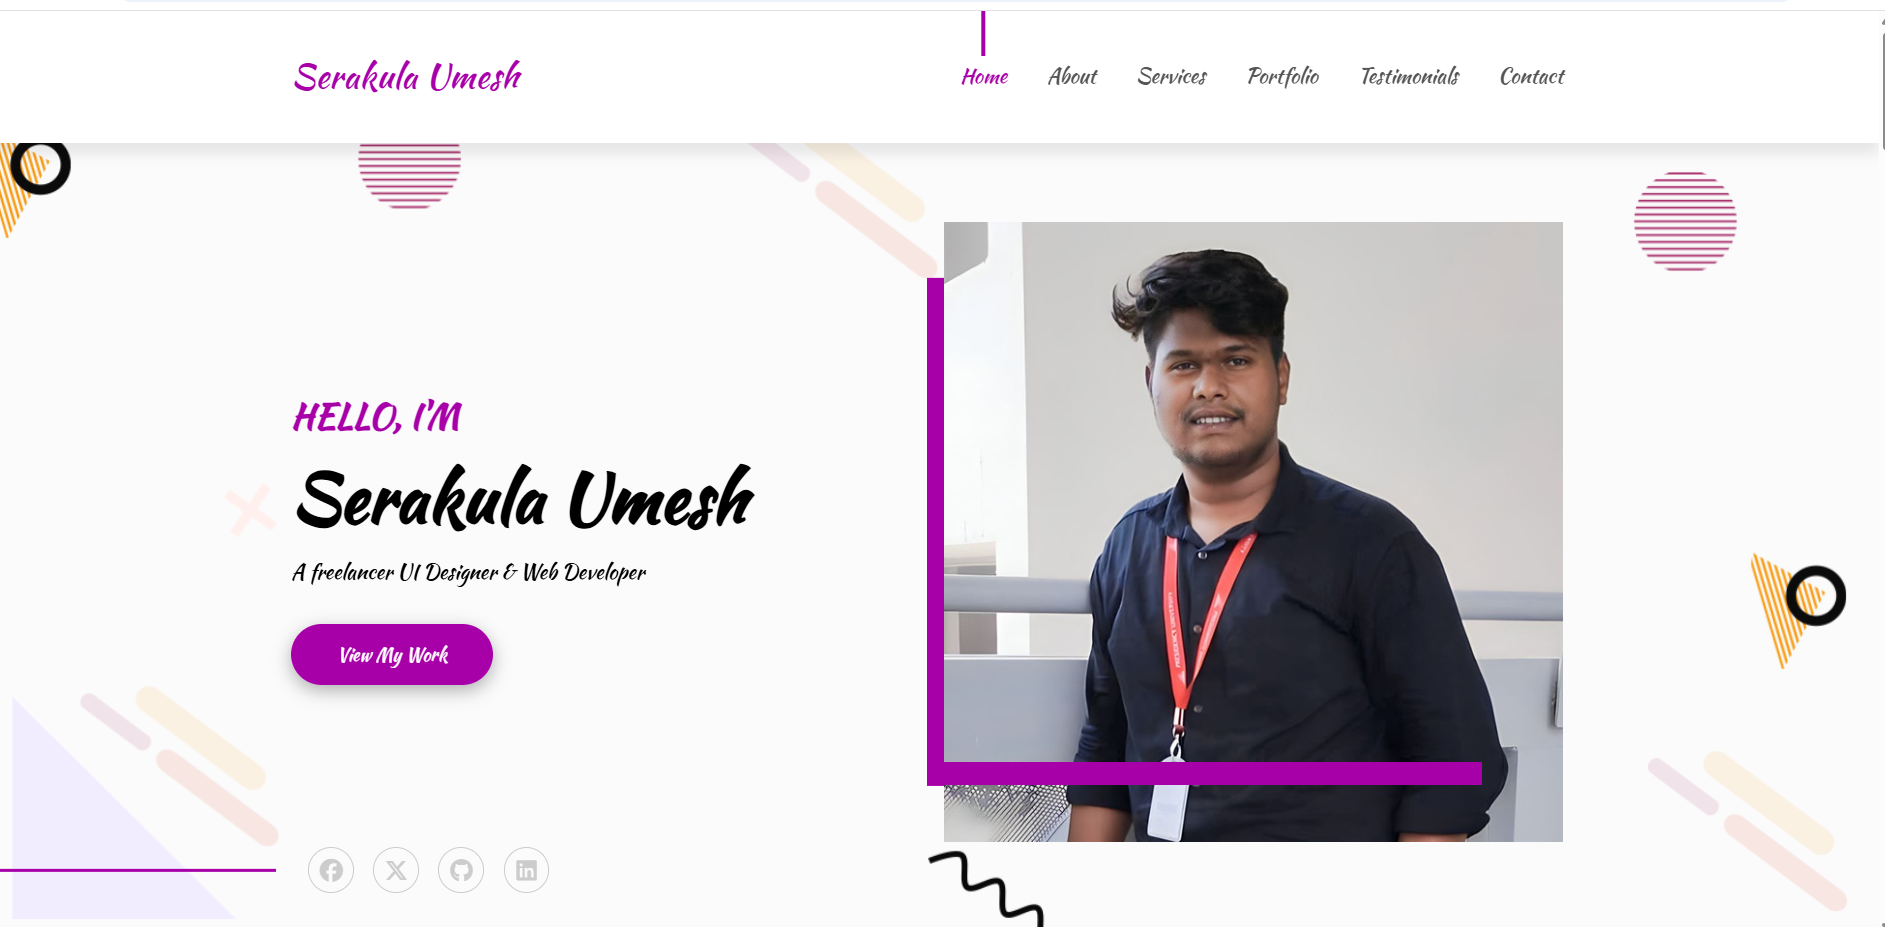 Serakula Umesh
Home About Services Portfolio Testimonials Contact
HELLO, I'M
Serakula Umesh
A freelancer UI Designer & Web Developer
View My Work